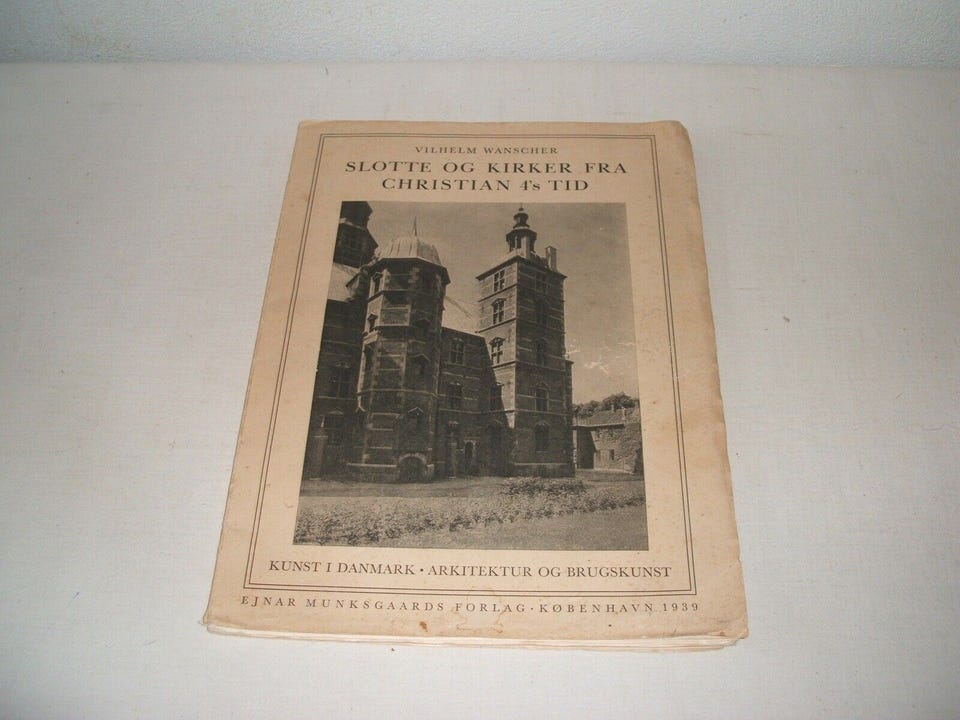 VILHELM WANSCHER
SLOTTE OG KIRKER FRA
CHRISTIAN 4's TID
KUNST I DANMARK • ARKITEKTUR OG BRUGSKUNST
EJNAR MUNKSGAARDS FORLAG • KØBENHAVN 1939